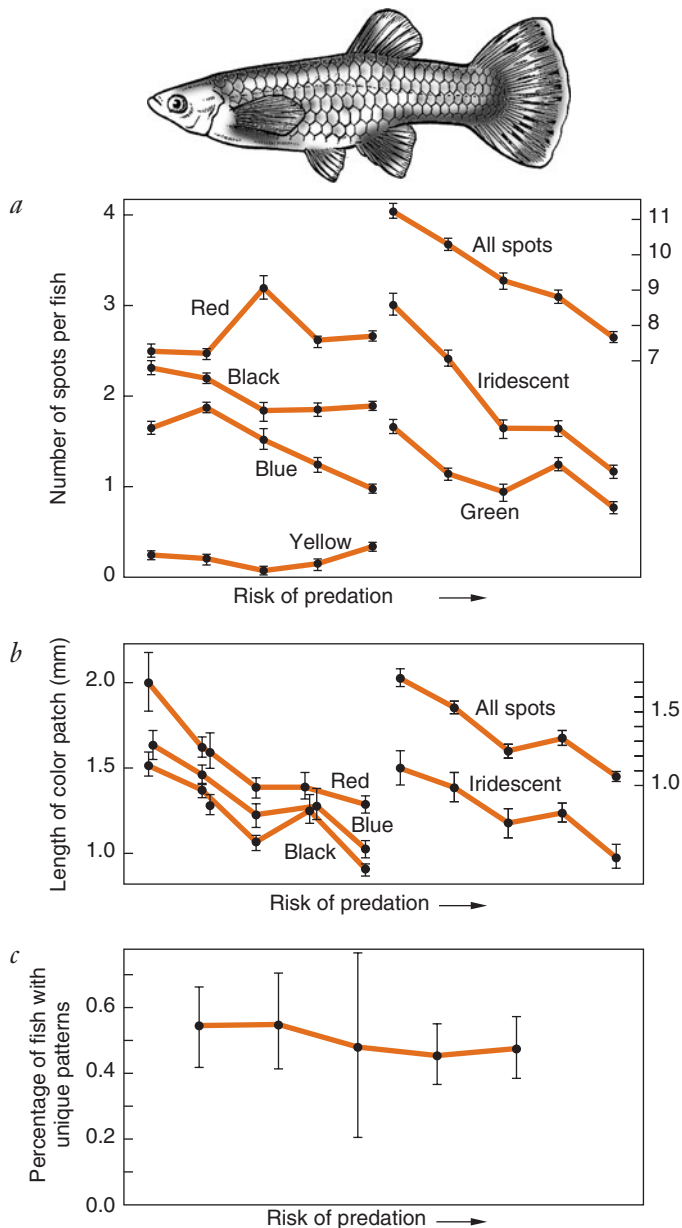 a
Number of spots per fish
4
3
2
1
0
11
10
9
8
7
All spots
Red
Black
Iridescent
Blue
Green
Yellow
Risk of predation
b
Length of color patch (mm)
2.0
1.5
1.0
1.5
1.0
All spots
Iridescent
Red
Blue
Black
Risk of predation
c
Percentage of fish with
unique patterns
0.6
0.4
0.2
0.0
Risk of predation